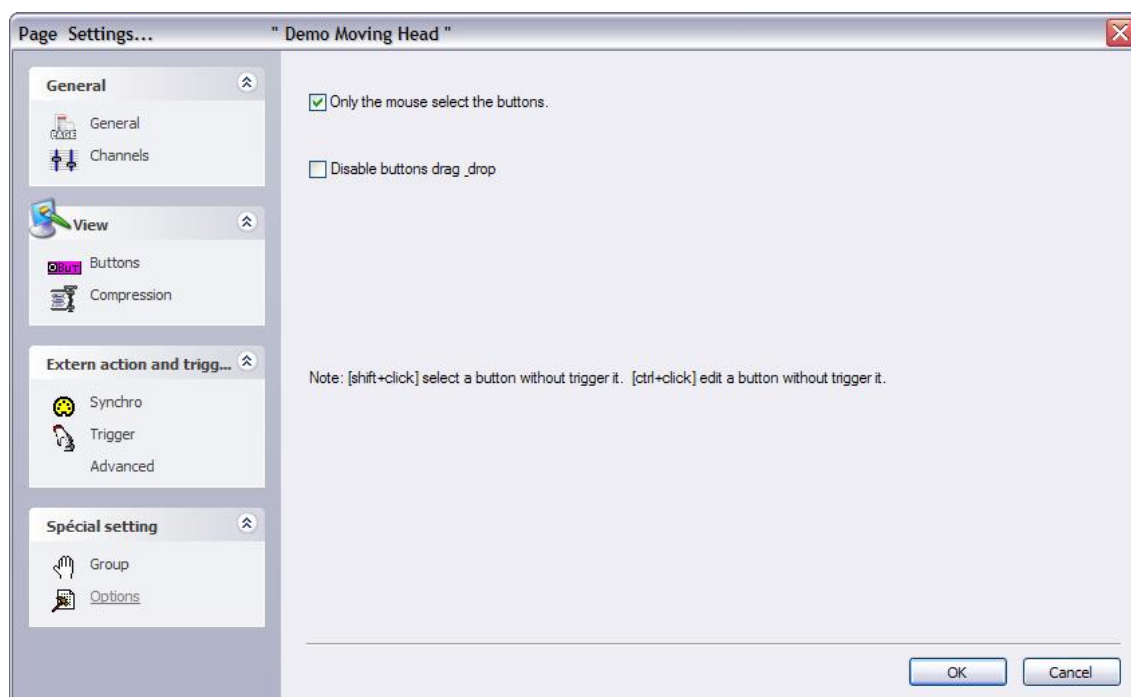 Page Settings... " Demo Moving Head "
General
General
Channels
View
Buttons
Compression
Extern action and trigg...
Synchro
Trigger
Advanced
Spécial setting
Group
Options
Only the mouse select the buttons.
Disable buttons drag_drop
Note: [shift+click] select a button without trigger it. [ctrl+click] edit a button without trigger it.
OK Cancel